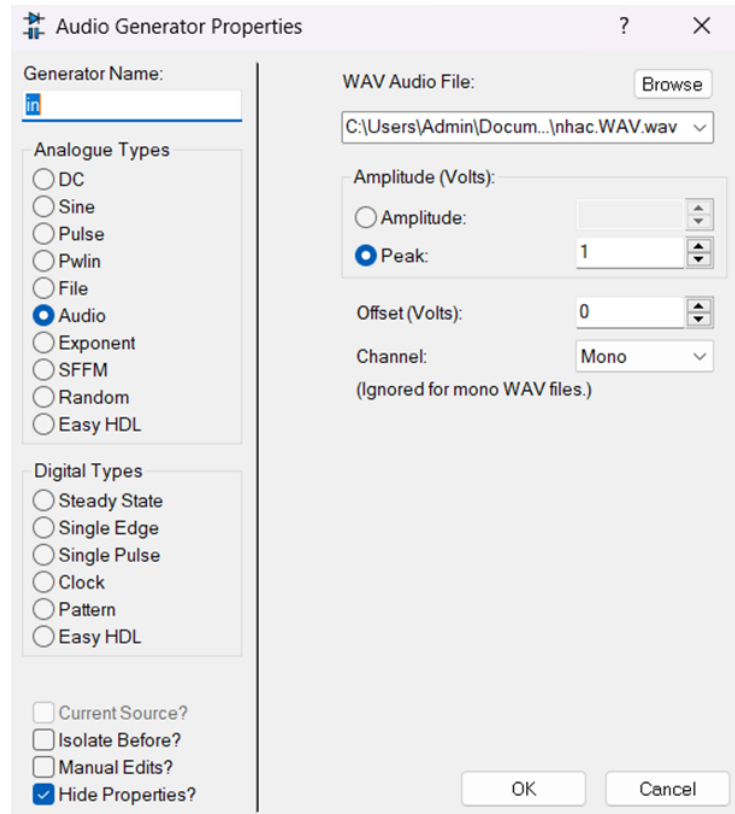 Audio Generator Properties
?
Generator Name:
in
Analogue Types
DC
Sine
Pulse
Pwlin
File
Audio
Exponent
SFFM
Random
Easy HDL
Digital Types
Steady State
Single Edge
Single Pulse
Clock
Pattern
Easy HDL
Current Source?
Isolate Before?
Manual Edits?
Hide Properties?
WAV Audio File:
Browse
C:\Users\Admin\Docum...\nhac.WAV.wav
Amplitude (Volts):
Amplitude:
Peak: 1
Offset (Volts): 0
Channel: Mono
(Ignored for mono WAV files.)
OK Cancel